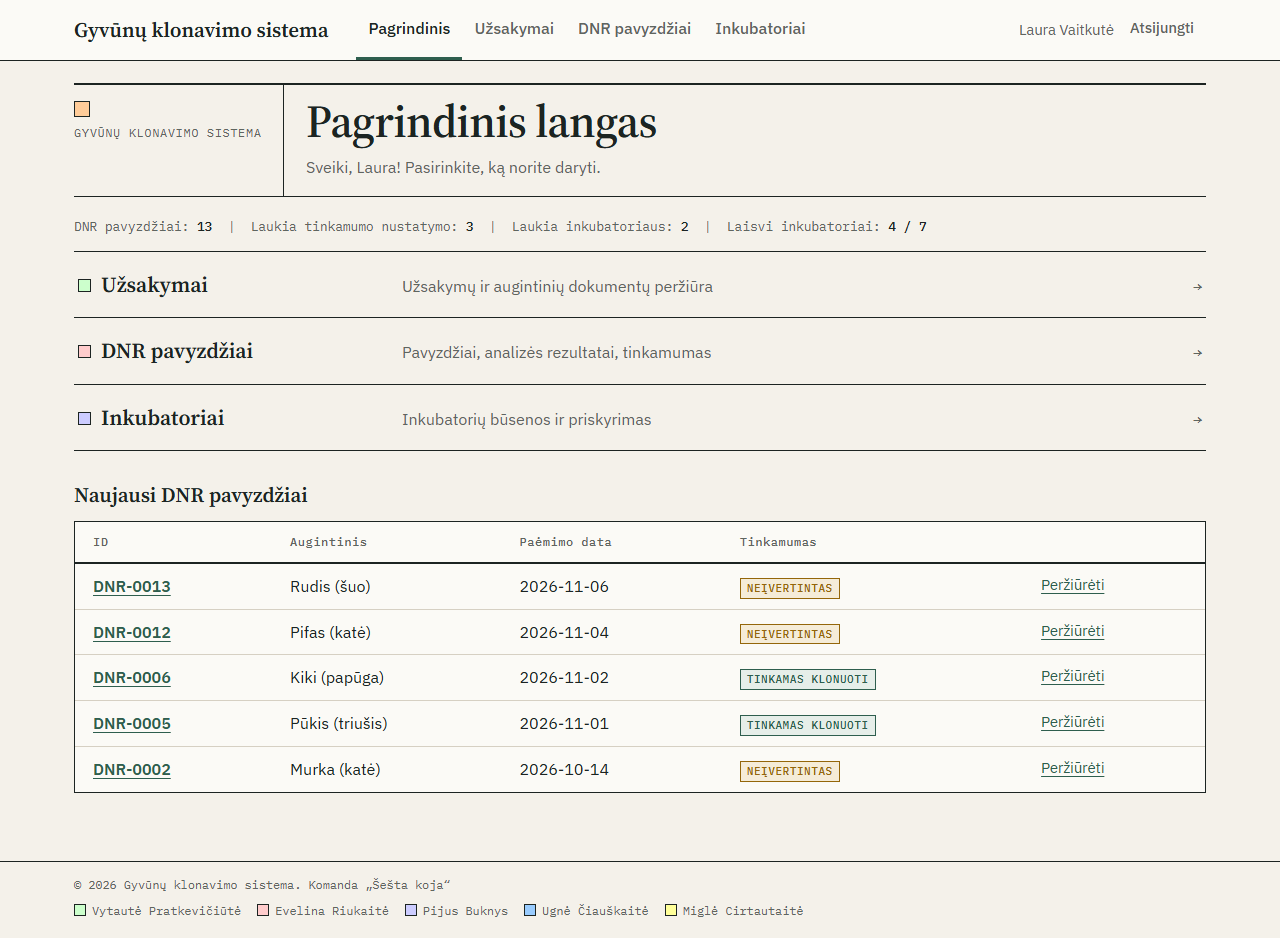 Gyvūnų klonavimo sistema Pagrindinis Užsakymai DNR pavyzdžiai Inkubatoriai Laura Vaitkutė Atsijungti
GYVŪNŲ KLONAVIMO SISTEMA
Pagrindinis langas
Sveiki, Laura! Pasirinkite, ką norite daryti.
DNR pavyzdžiai: 13 | Laukia tinkamumo nustatymo: 3 | Laukia inkubatoriaus: 2 | Laisvi inkubatoriai: 4 / 7
Užsakymai Užsakymų ir augintinių dokumentų peržiūra →
DNR pavyzdžiai Pavyzdžiai, analizės rezultatai, tinkamumas →
Inkubatoriai Inkubatorių būsenos ir priskyrimas →
Naujausi DNR pavyzdžiai
ID Augintinis Paėmimo data Tinkamumas
DNR-0013 Rudis (šuo) 2026-11-06 NEĮVERTINTAS Peržiūrėti
DNR-0012 Pifas (katė) 2026-11-04 NEĮVERTINTAS Peržiūrėti
DNR-0006 Kiki (papūga) 2026-11-02 TINKAMAS KLONUOTI Peržiūrėti
DNR-0005 Pūkis (triušis) 2026-11-01 TINKAMAS KLONUOTI Peržiūrėti
DNR-0002 Murka (katė) 2026-10-14 NEĮVERTINTAS Peržiūrėti
© 2026 Gyvūnų klonavimo sistema. Komanda „Šešta koja“
Vytautė Pratkevičiūtė Evelina Riukaitė Pijus Buknys Ugnė Čiauškaitė Miglė Cirtautaitė